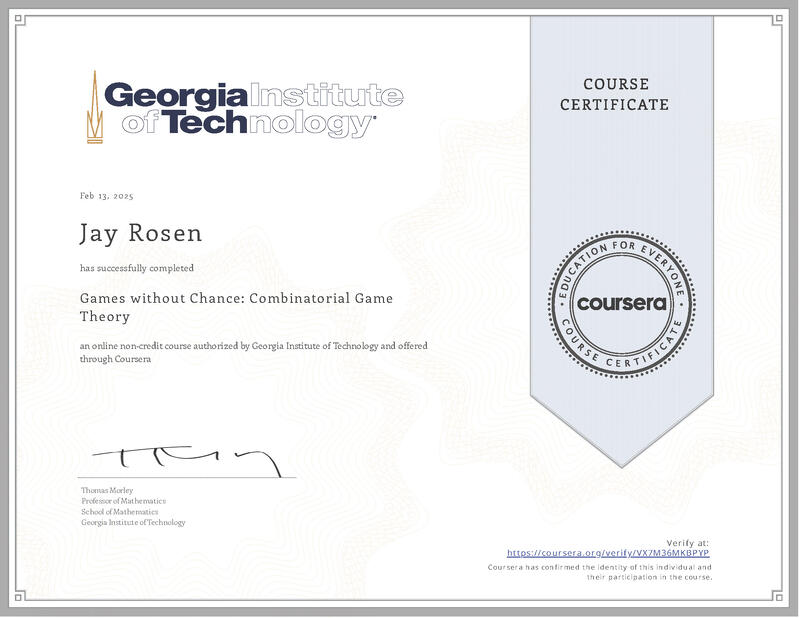 Georgia Institute
of Technology
COURSE
CERTIFICATE
Feb 13, 2025
Jay Rosen
has successfully completed
Games without Chance: Combinatorial Game
Theory
an online non-credit course authorized by Georgia Institute of Technology and offered
through Coursera
EDUCATION FOR EVERYONE
coursera
COURSE CERTIFICATE
Thomas Morley
Professor of Mathematics
School of Mathematics
Georgia Institute of Technology
Verify at:
https://coursera.org/verify/VX7M36MKBPYP
Coursera has confirmed the identity of this individual and
their participation in the course.